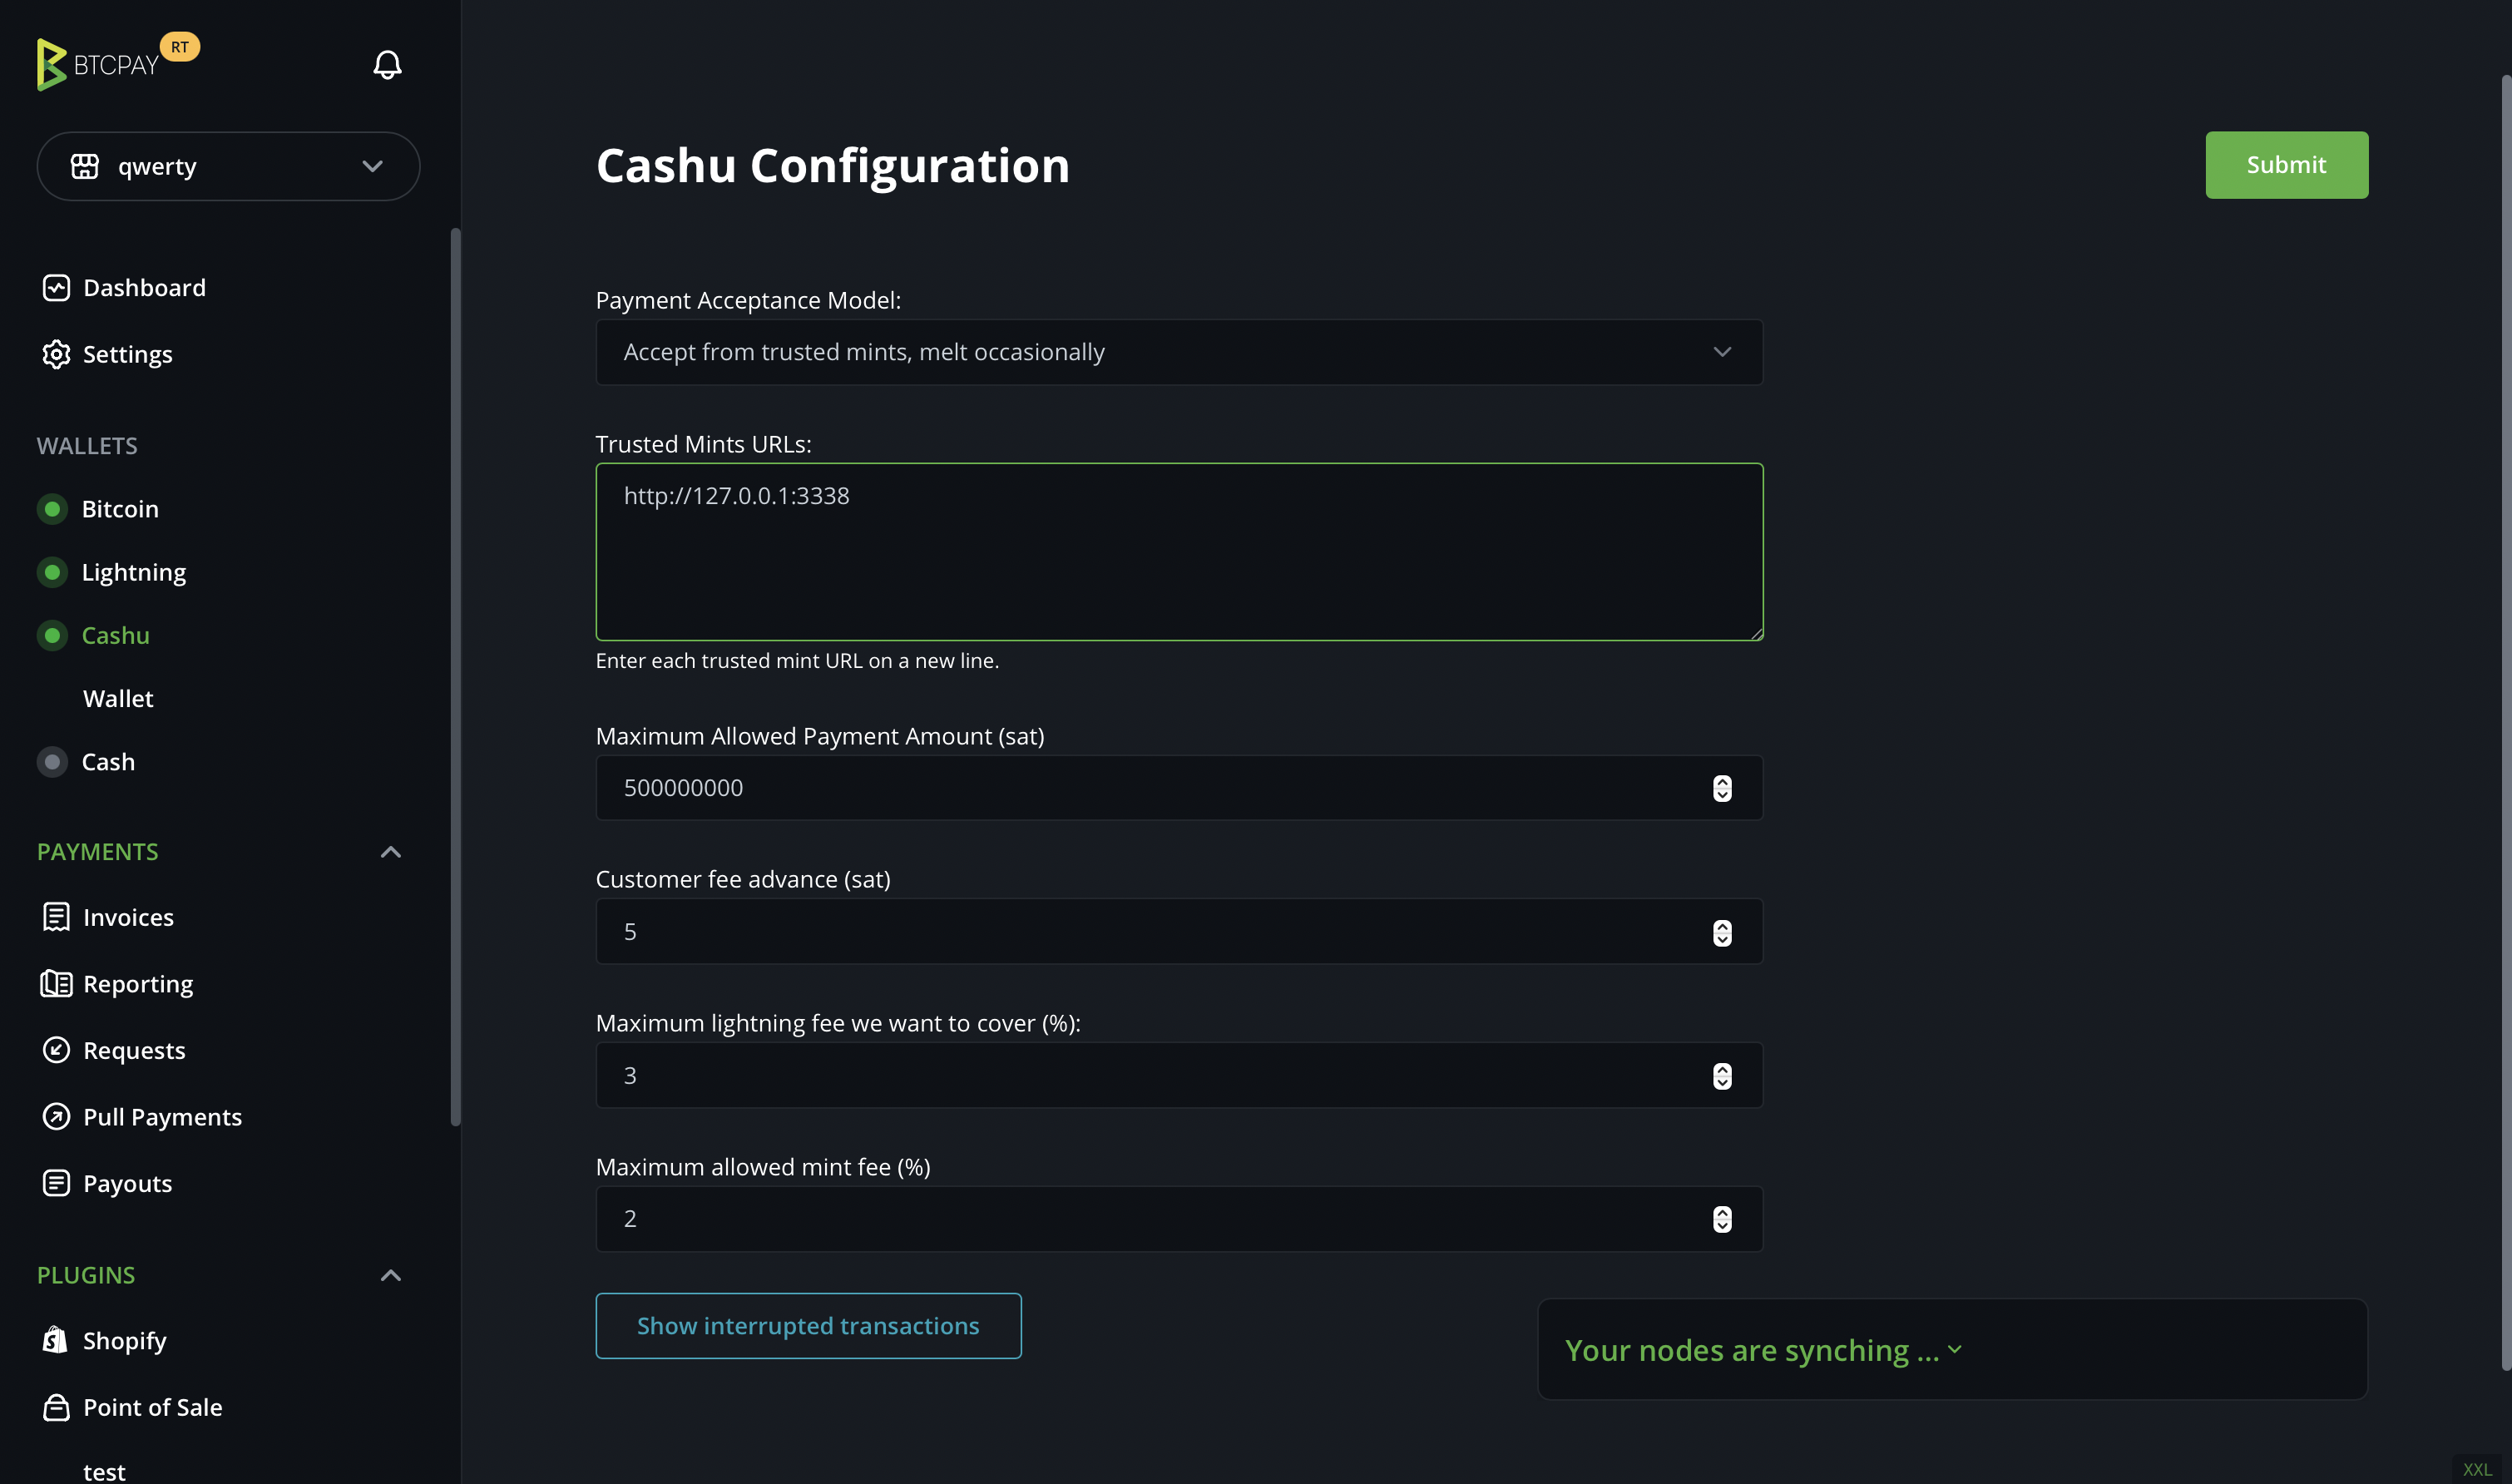 BTCPAY RT
qwerty
Dashboard
Settings
WALLETS
Bitcoin
Lightning
Cashu
Wallet
Cash
PAYMENTS
Invoices
Reporting
Requests
Pull Payments
Payouts
PLUGINS
Shopify
Point of Sale
test
Cashu Configuration
Submit
Payment Acceptance Model:
Accept from trusted mints, melt occasionally
Trusted Mints URLs:
http://127.0.0.1:3338
Enter each trusted mint URL on a new line.
Maximum Allowed Payment Amount (sat)
500000000
Customer fee advance (sat)
5
Maximum lightning fee we want to cover (%):
3
Maximum allowed mint fee (%)
2
Show interrupted transactions
Your nodes are synching ...
XXL